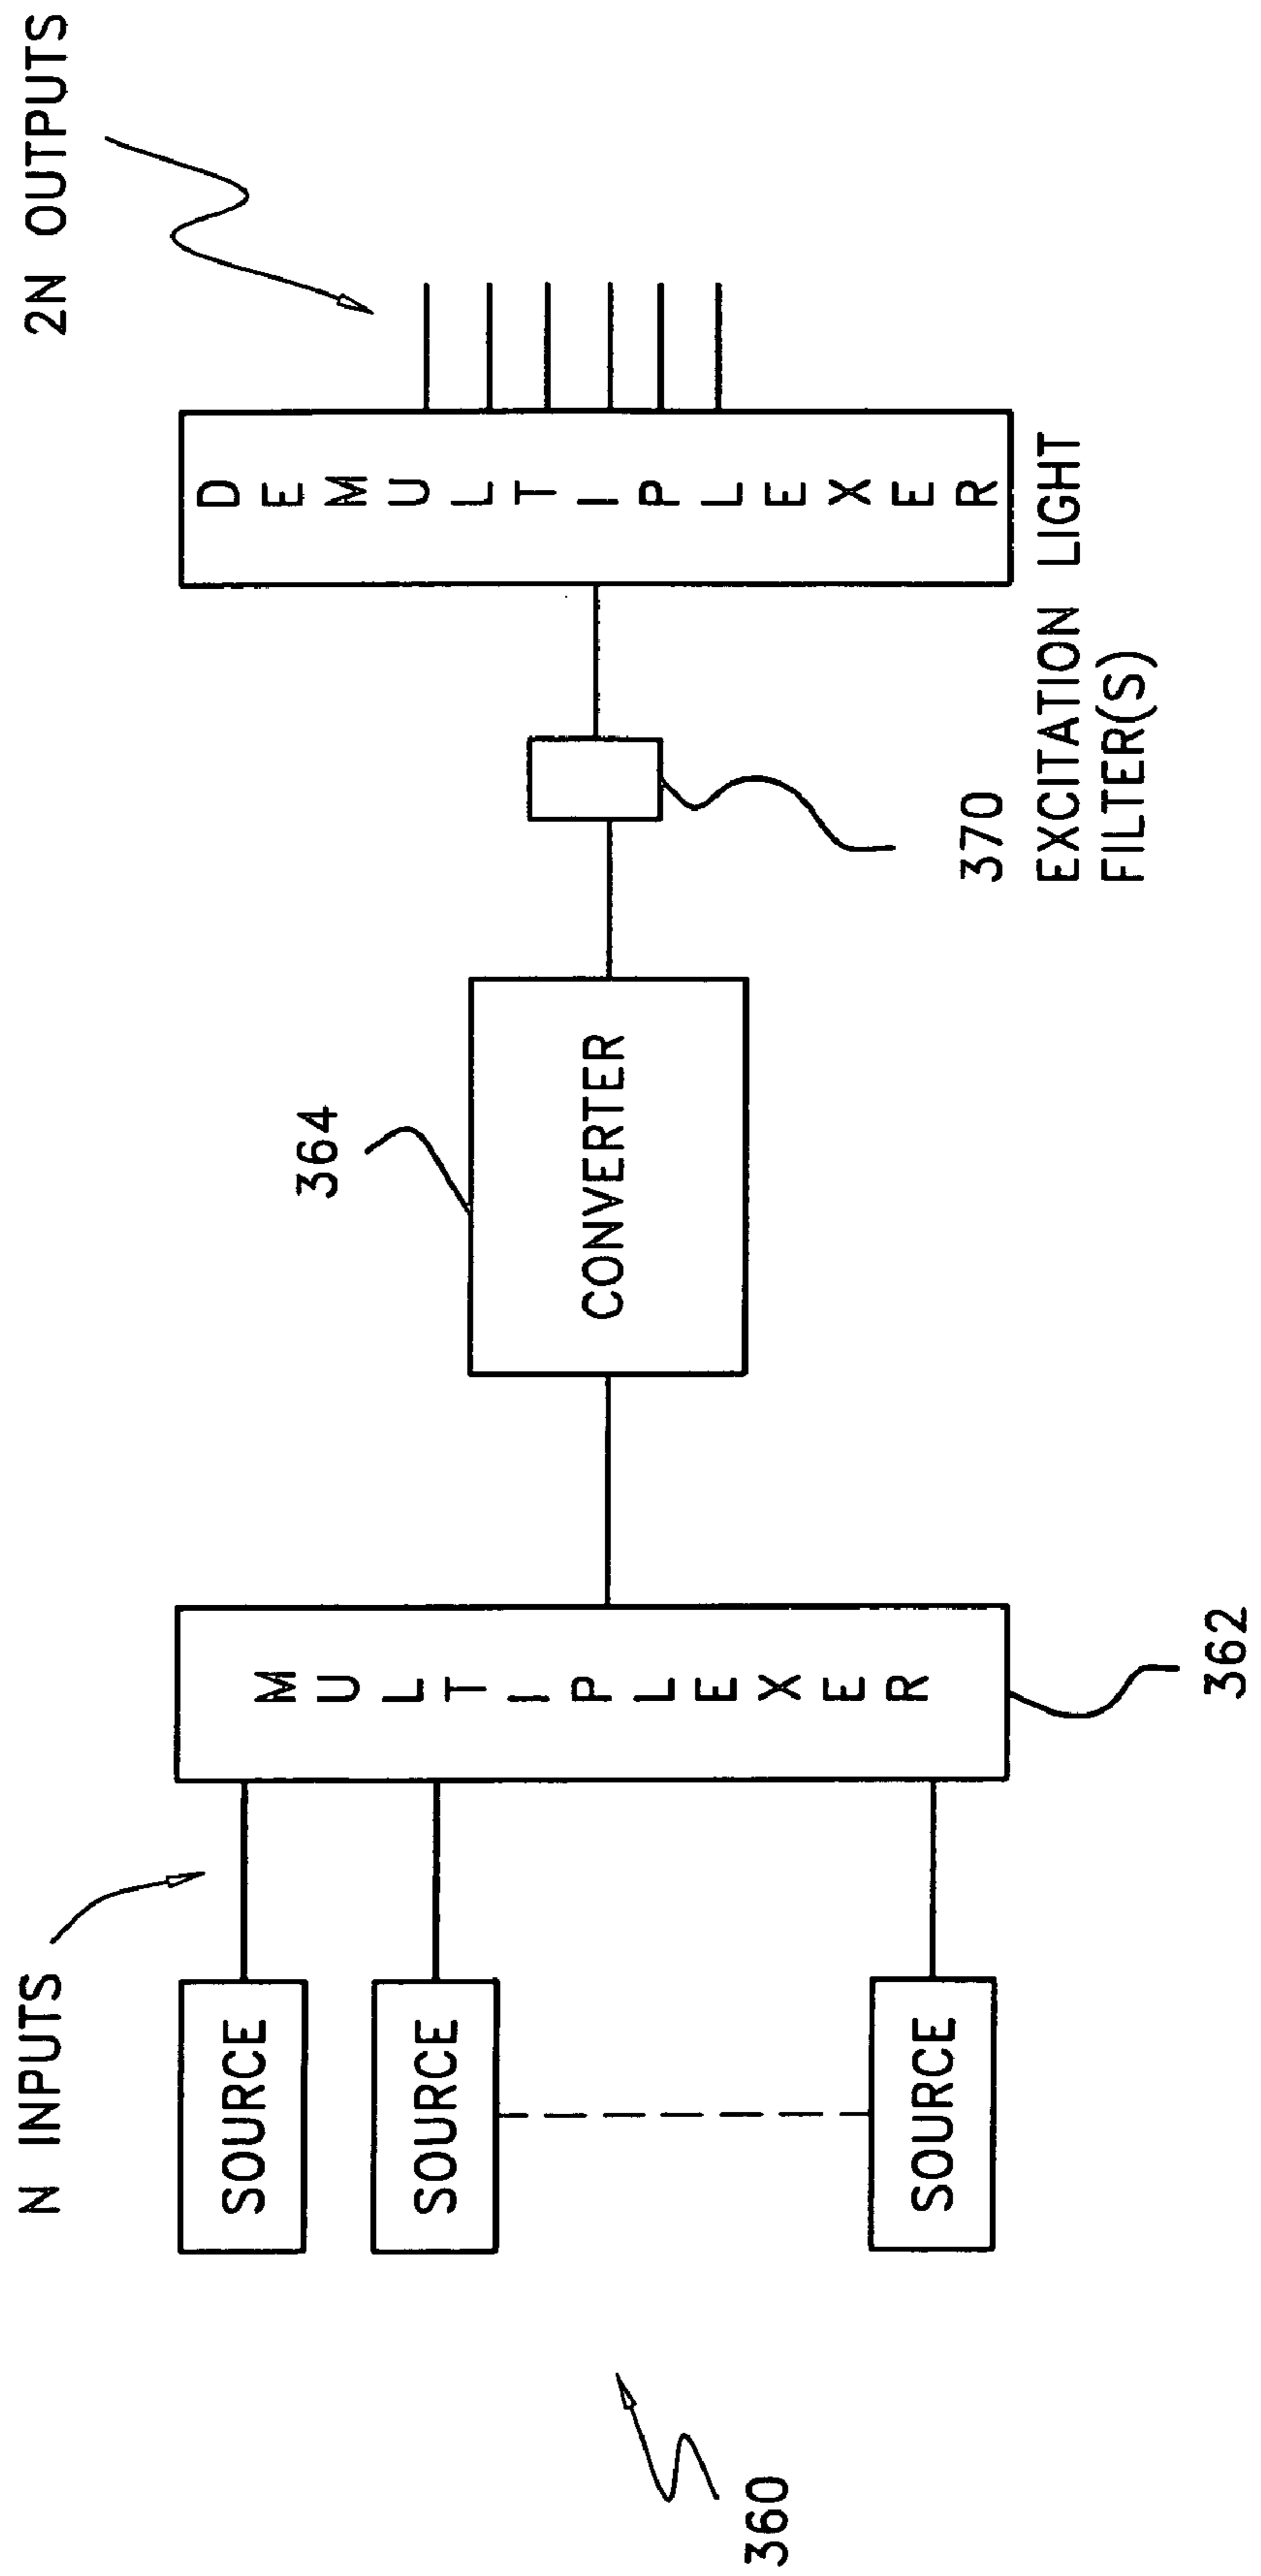 N INPUTS
2N OUTPUTS
SOURCE
SOURCE
SOURCE
MULTIPLEXER
362
364
CONVERTER
370
EXCITATION LIGHT
FILTER(S)
DEMULTIPLEXER
360